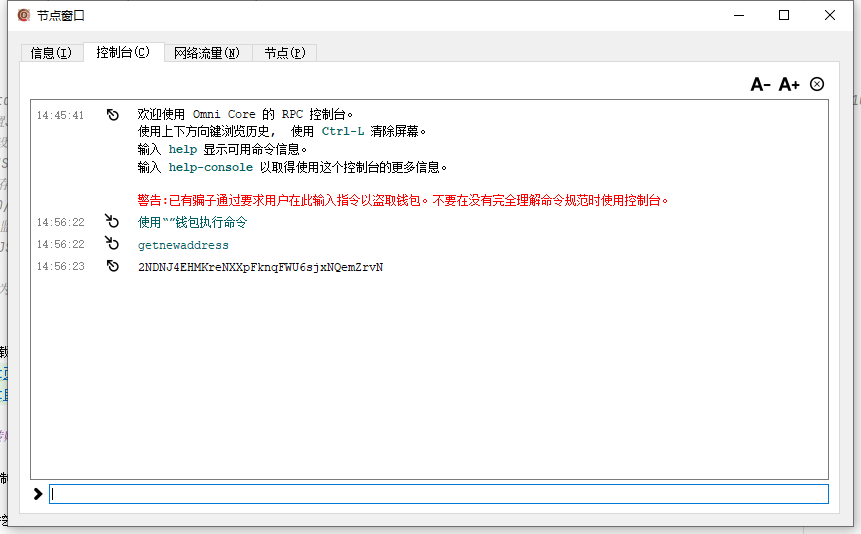 节点窗口
信息(I) 控制台(C) 网络流量(N) 节点(P)
A- A+
14:45:41 欢迎使用 Omni Core 的 RPC 控制台。
使用上下方向键浏览历史, 使用 Ctrl-L 清除屏幕。
输入 help 显示可用命令信息。
输入 help-console 以取得使用这个控制台的更多信息。
警告:已有骗子通过要求用户在此输入指令以盗取钱包。不要在没有完全理解命令规范时使用控制台。
14:56:22 使用“”钱包执行命令
14:56:22 getnewaddress
14:56:23 2NDNJ4EHMKreNXXpFknqFWU6sjxNQemZrvN